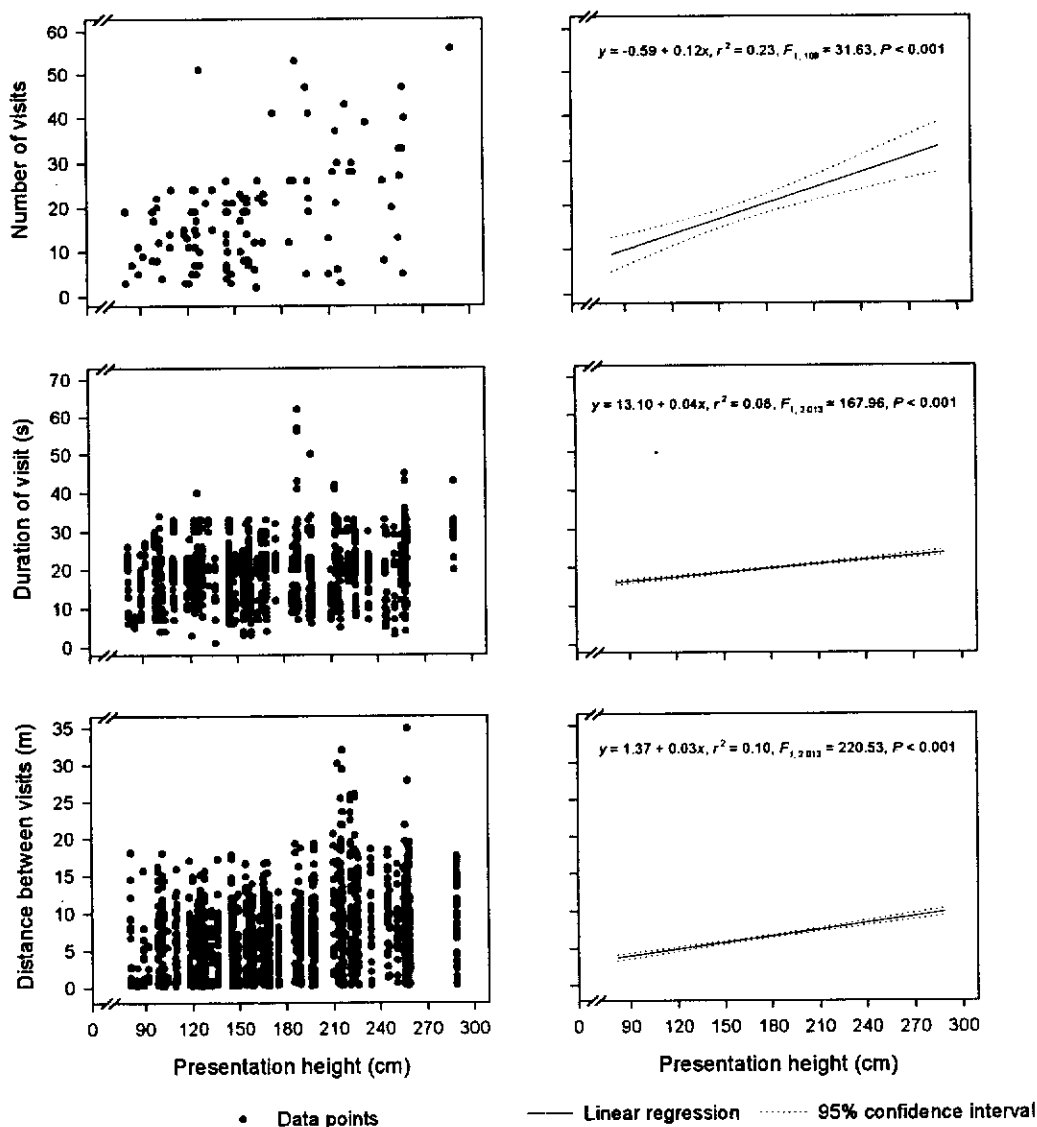 Number of visits
60
50
40
30
20
10
0
y = -0.59 + 0.12x, r² = 0.23, F1, 109 = 31.63, P < 0.001
Duration of visit (s)
70
60
50
40
30
20
10
0
y = 13.10 + 0.04x, r² = 0.08, F1, 2013 = 167.96, P < 0.001
Distance between visits (m)
35
30
25
20
15
10
5
0
y = 1.37 + 0.03x, r² = 0.10, F1, 2013 = 220.53, P < 0.001
0 90 120 150 180 210 240 270 300
0 90 120 150 180 210 240 270 300
Presentation height (cm)
Presentation height (cm)
Data points
Linear regression
95% confidence interval